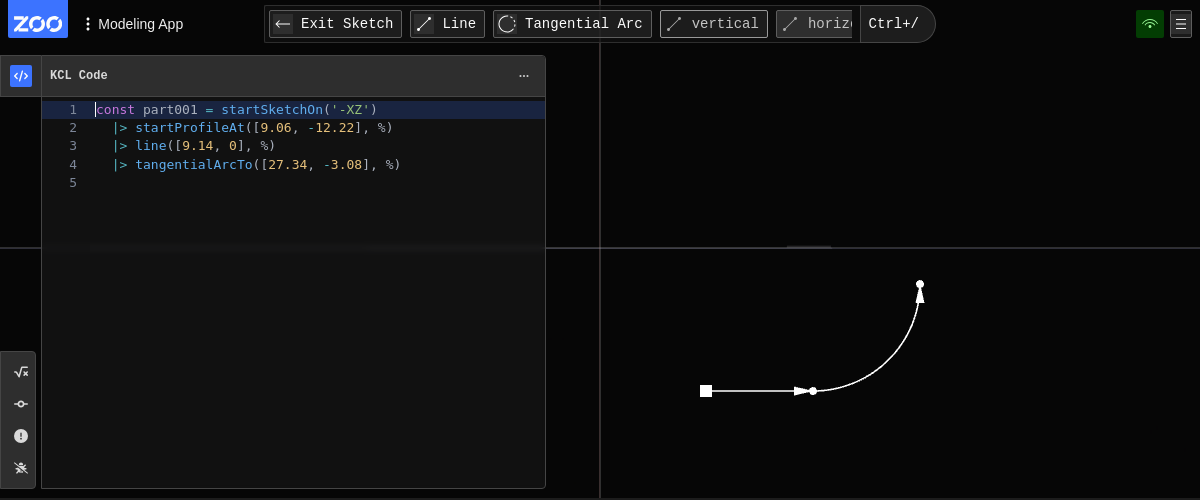 ZOO
Modeling App
Exit Sketch
Line
Tangential Arc
vertical
horiz
Ctrl+/
KCL Code
1 const part001 = startSketchOn('-XZ')
2 |> startProfileAt([9.06, -12.22], %)
3 |> line([9.14, 0], %)
4 |> tangentialArcTo([27.34, -3.08], %)
5